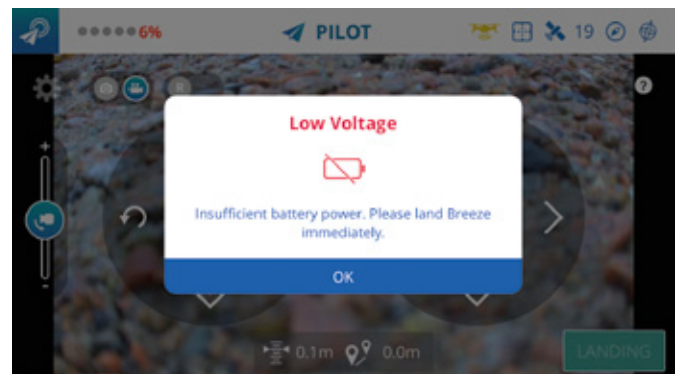 6%
PILOT
19
R
?
Low Voltage
Insufficient battery power. Please land Breeze
immediately.
+
-
OK
0.1m
0.0m
LANDING